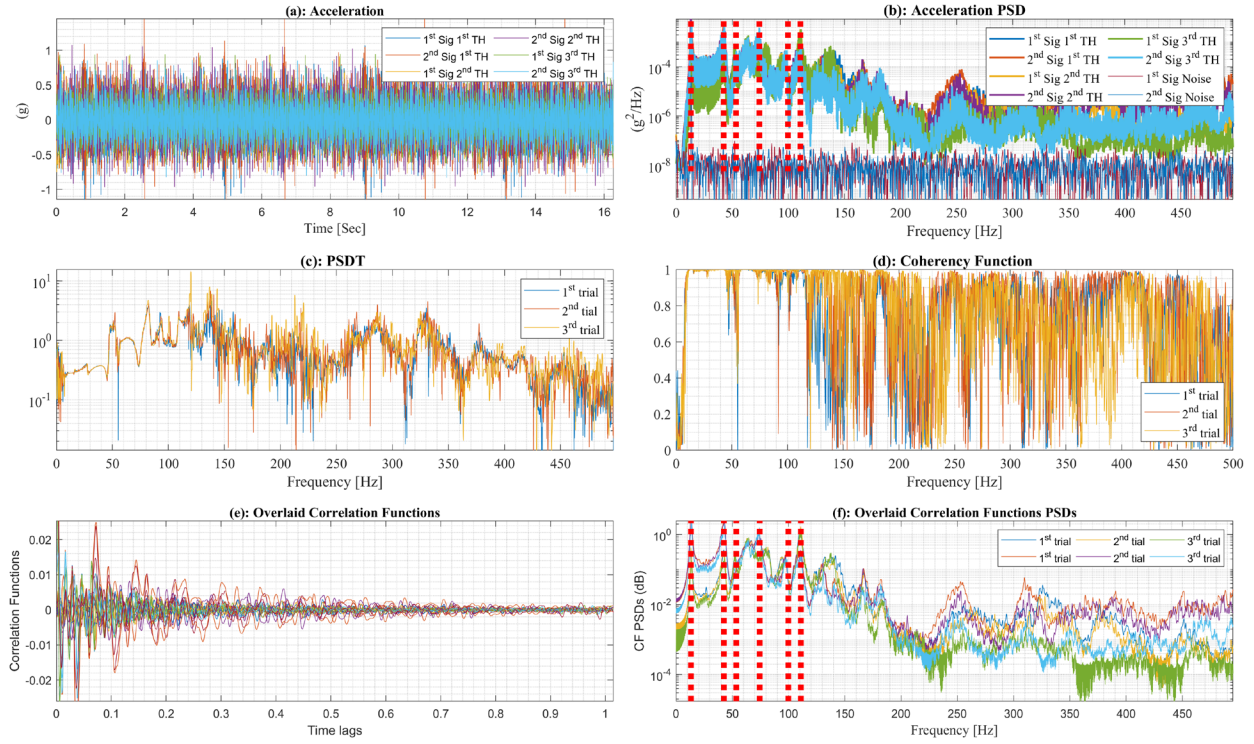 (a): Acceleration
1
0.5
0
-0.5
-1
(g)
1st Sig 1st TH
2nd Sig 1st TH
1st Sig 2nd TH
2nd Sig 2nd TH
1st Sig 3rd TH
2nd Sig 3rd TH
0 2 4 6 8 10 12 14 16
Time [Sec]
(b): Acceleration PSD
10-4
10-6
10-8
(g2/Hz)
1st Sig 1st TH
2nd Sig 1st TH
1st Sig 2nd TH
2nd Sig 2nd TH
1st Sig 3rd TH
2nd Sig 3rd TH
1st Sig Noise
2nd Sig Noise
0 50 100 150 200 250 300 350 400 450
Frequency [Hz]
(c): PSDT
101
100
10-1
1st trial
2nd tial
3rd trial
0 50 100 150 200 250 300 350 400 450
Frequency [Hz]
(d): Coherency Function
1
0.8
0.6
0.4
0.2
0
1st trial
2nd tial
3rd trial
0 50 100 150 200 250 300 350 400 450 500
Frequency [Hz]
(e): Overlaid Correlation Functions
0.02
0.01
0
-0.01
-0.02
Correlation Functions
0 0.1 0.2 0.3 0.4 0.5 0.6 0.7 0.8 0.9 1
Time lags
(f): Overlaid Correlation Functions PSDs
100
10-2
10-4
CF PSDs (dB)
1st trial 2nd tial 3rd trial
1st trial 2nd tial 3rd trial
0 50 100 150 200 250 300 350 400 450
Frequency [Hz]